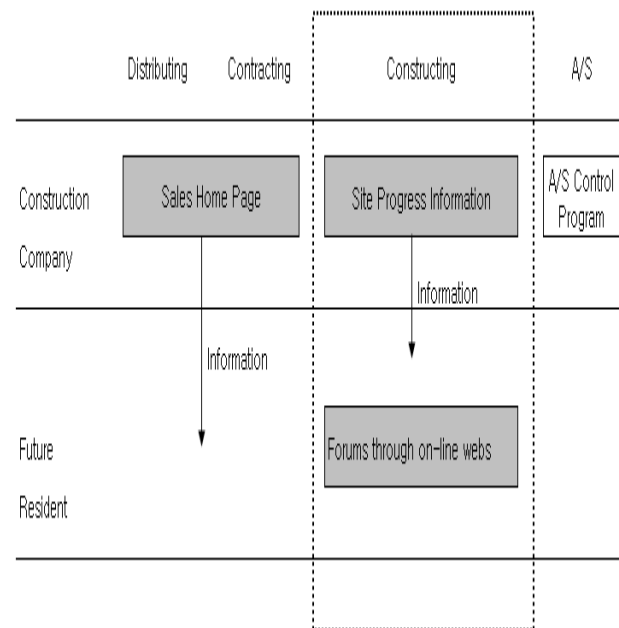 Distributing Contracting Constructing A/S
Construction
Company
Sales Home Page
Site Progress Information
A/S Control
Program
Information
Information
Future
Resident
Forums through on-line webs